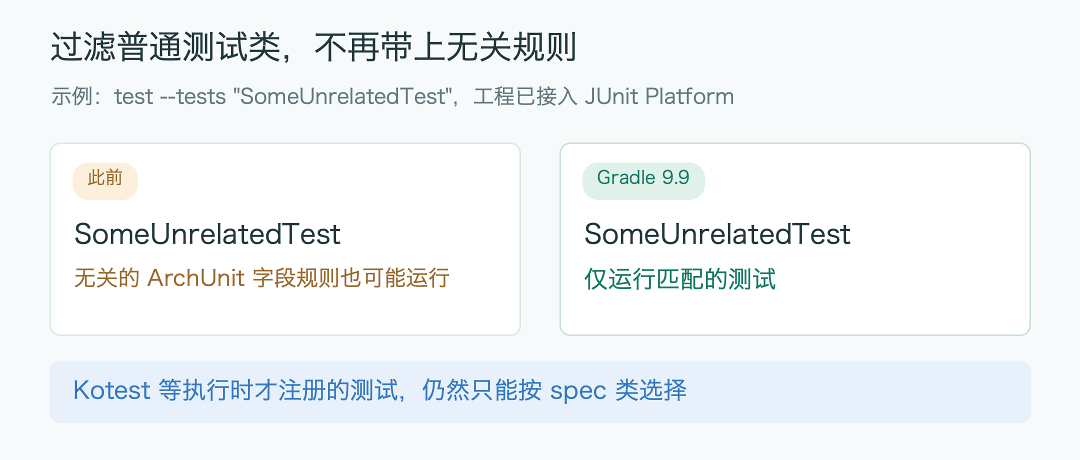 过滤普通测试类，不再带上无关规则
示例：test --tests "SomeUnrelatedTest"，工程已接入 JUnit Platform
此前
SomeUnrelatedTest
无关的 ArchUnit 字段规则也可能运行
Gradle 9.9
SomeUnrelatedTest
仅运行匹配的测试
Kotest 等执行时才注册的测试，仍然只能按 spec 类选择